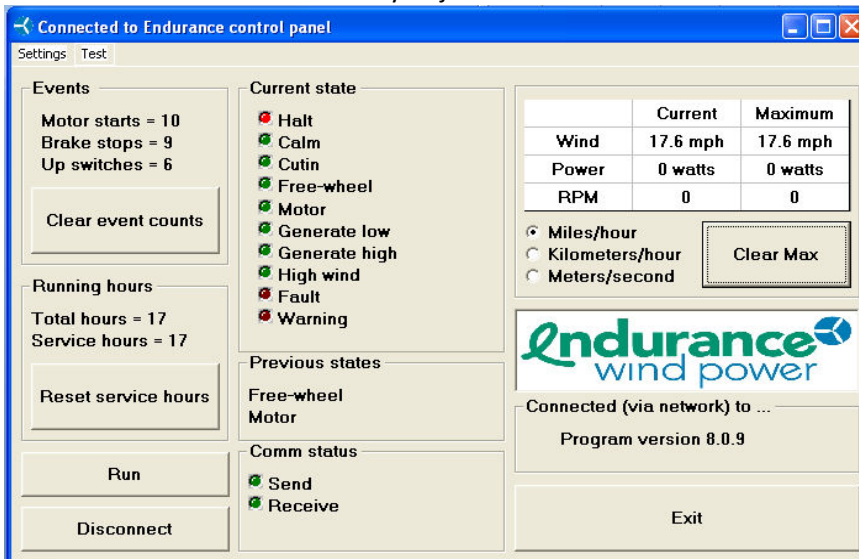 Connected to Endurance control panel
Settings Test
Events
Motor starts = 10
Brake stops = 9
Up switches = 6
Clear event counts
Running hours
Total hours = 17
Service hours = 17
Reset service hours
Run
Disconnect
Current state
Halt
Calm
Cutin
Free-wheel
Motor
Generate low
Generate high
High wind
Fault
Warning
Previous states
Free-wheel
Motor
Comm status
Send
Receive
Current Maximum
Wind 17.6 mph 17.6 mph
Power 0 watts 0 watts
RPM 0 0
Miles/hour
Kilometers/hour
Meters/second
Clear Max
endurance
wind power
Connected (via network) to ...
Program version 8.0.9
Exit